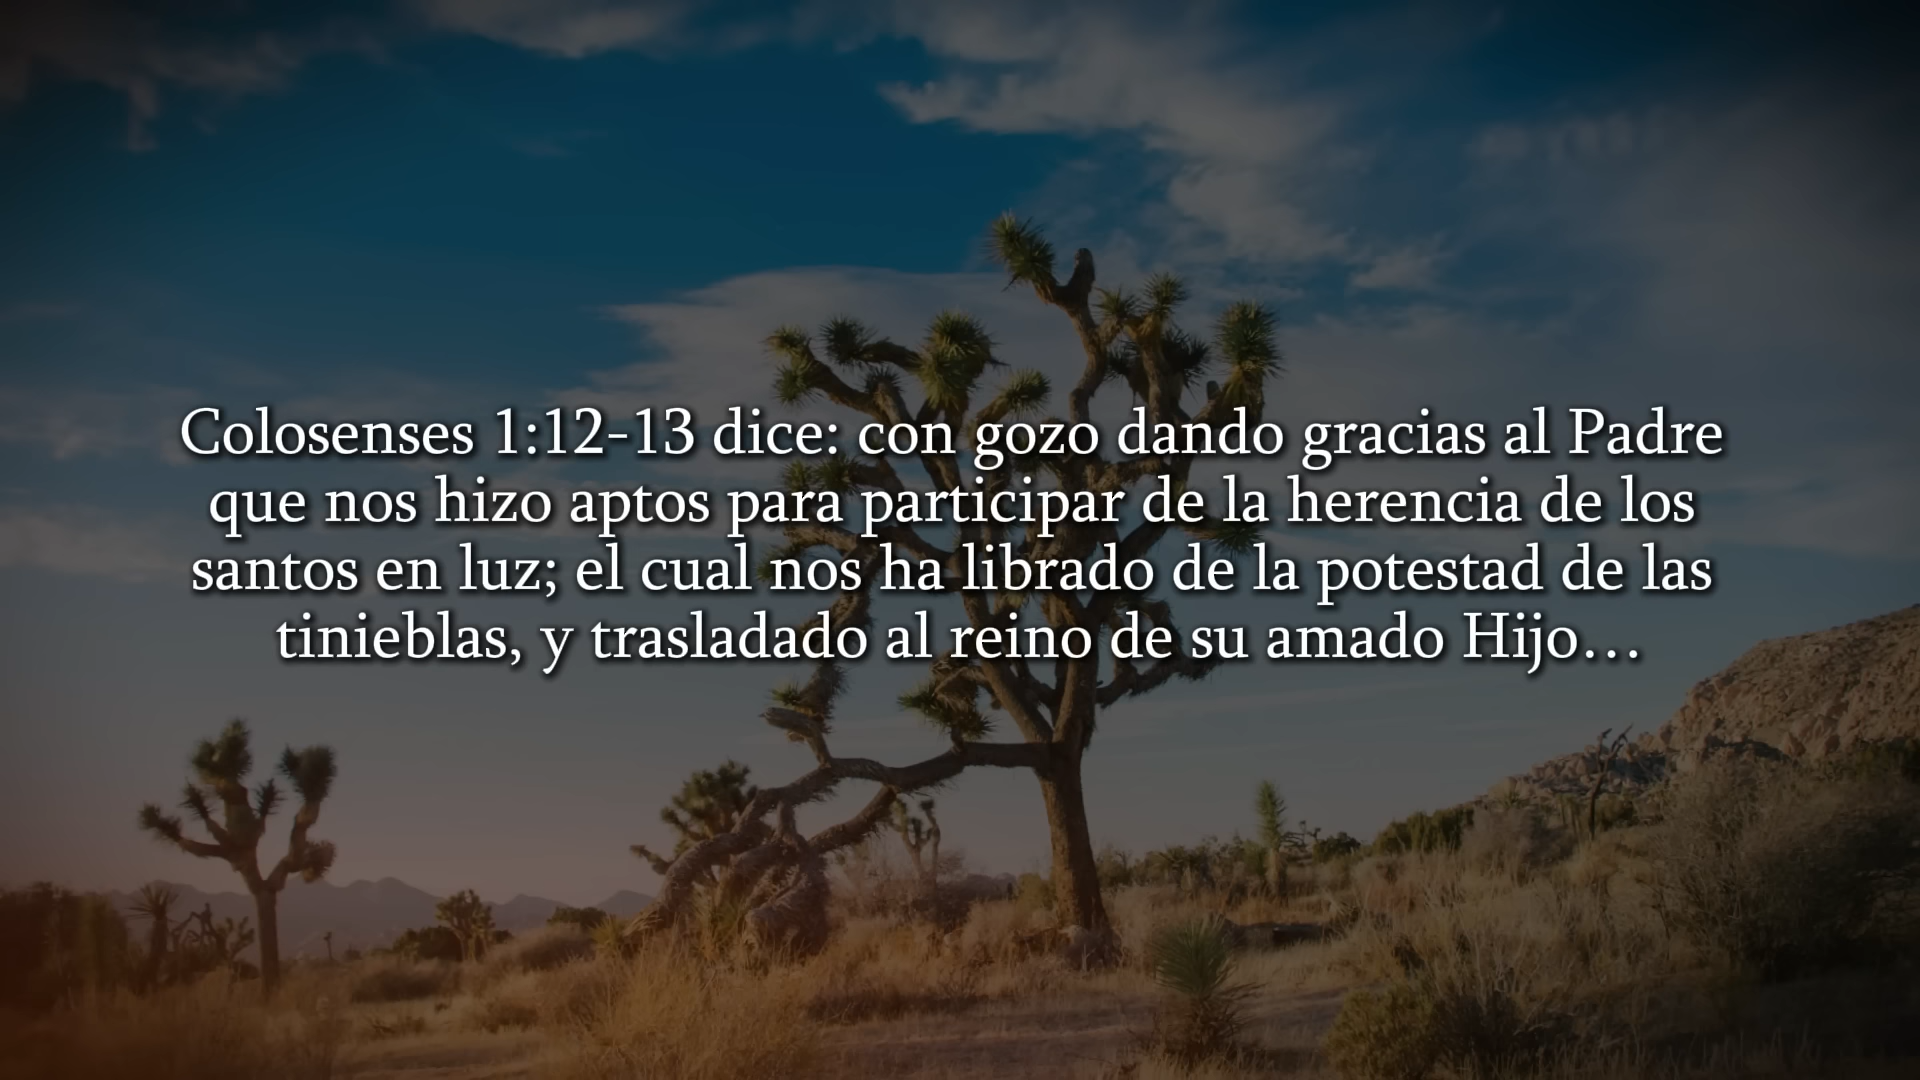 Colosenses 1:12-13 dice: con gozo dando gracias al Padre
que nos hizo aptos para participar de la herencia de los
santos en luz; el cual nos ha librado de la potestad de las
tinieblas, y trasladado al reino de su amado Hijo…